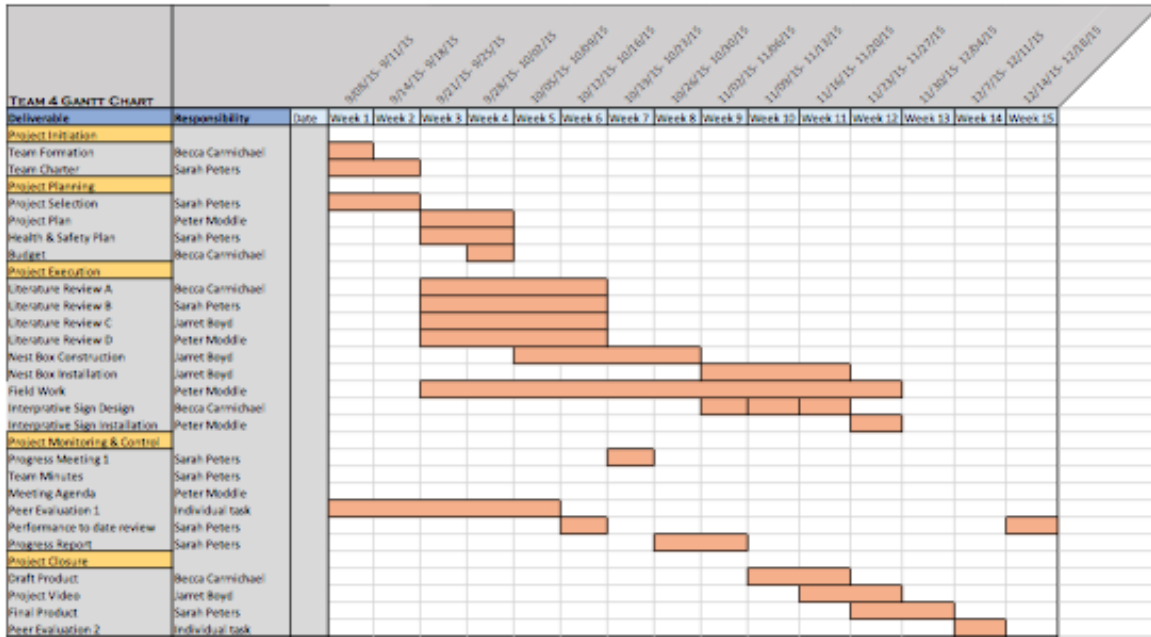 9/08/15- 9/11/15
9/14/15- 9/18/15
9/21/15- 9/25/15
9/28/15- 10/02/15
10/05/15- 10/09/15
10/12/15- 10/16/15
10/19/15- 10/23/15
10/26/15- 10/30/15
11/02/15- 11/06/15
11/09/15- 11/13/15
11/16/15- 11/20/15
11/23/15- 11/27/15
11/30/15- 12/04/15
12/7/15- 12/11/15
12/14/15- 12/18/15
TEAM 4 GANTT CHART
Deliverable Responsibility Date Week 1 Week 2 Week 3 Week 4 Week 5 Week 6 Week 7 Week 8 Week 9 Week 10 Week 11 Week 12 Week 13 Week 14 Week 15
Project Initiation
Team Formation Becca Carmichael
Team Charter Sarah Peters
Project Planning
Project Selection Sarah Peters
Project Plan Peter Moddle
Health & Safety Plan Sarah Peters
Budget Becca Carmichael
Project Execution
Literature Review A Becca Carmichael
Literature Review B Sarah Peters
Literature Review C Jarret Boyd
Literature Review D Peter Moddle
Nest Box Construction Jarret Boyd
Nest Box Installation Jarret Boyd
Field Work Peter Moddle
Interprative Sign Design Becca Carmichael
Interprative Sign Installation Peter Moddle
Project Monitoring & Control
Progress Meeting 1 Sarah Peters
Team Minutes Sarah Peters
Meeting Agenda Peter Moddle
Peer Evaluation 1 Individual task
Performance to date review Sarah Peters
Progress Report Sarah Peters
Project Closure
Draft Product Becca Carmichael
Project Video Jarret Boyd
Final Product Sarah Peters
Peer Evaluation 2 Individual task